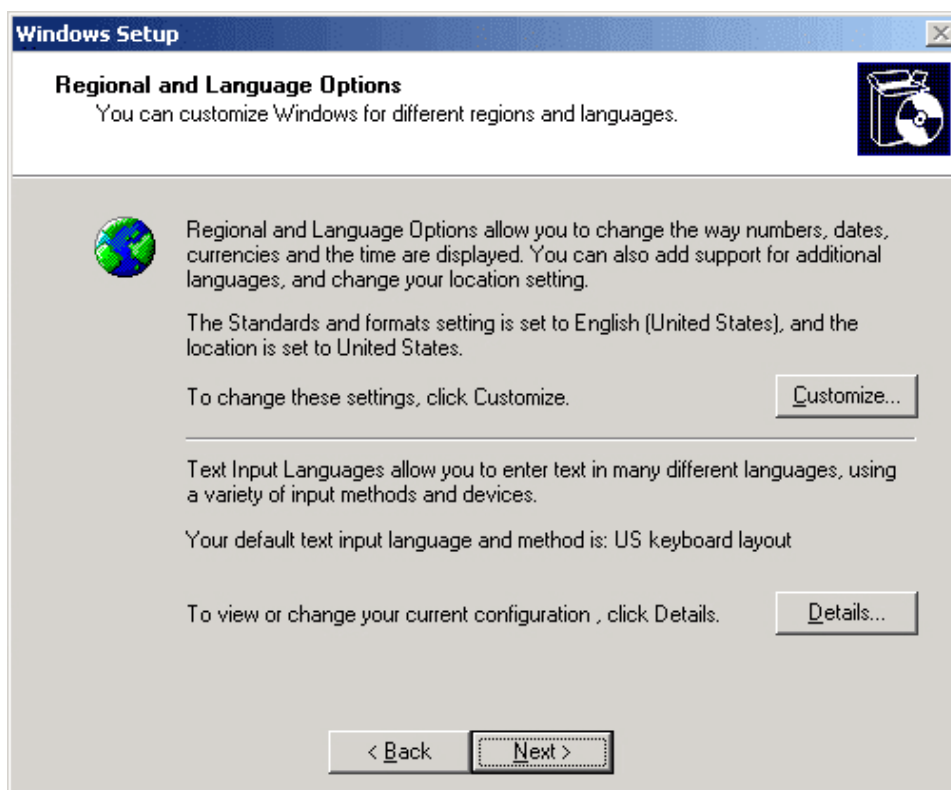 Windows Setup
Regional and Language Options
You can customize Windows for different regions and languages.
Regional and Language Options allow you to change the way numbers, dates,
currencies and the time are displayed. You can also add support for additional
languages, and change your location setting.
The Standards and formats setting is set to English (United States), and the
location is set to United States.
To change these settings, click Customize.
Customize...
Text Input Languages allow you to enter text in many different languages, using
a variety of input methods and devices.
Your default text input language and method is: US keyboard layout
To view or change your current configuration , click Details.
Details...
< Back
Next >